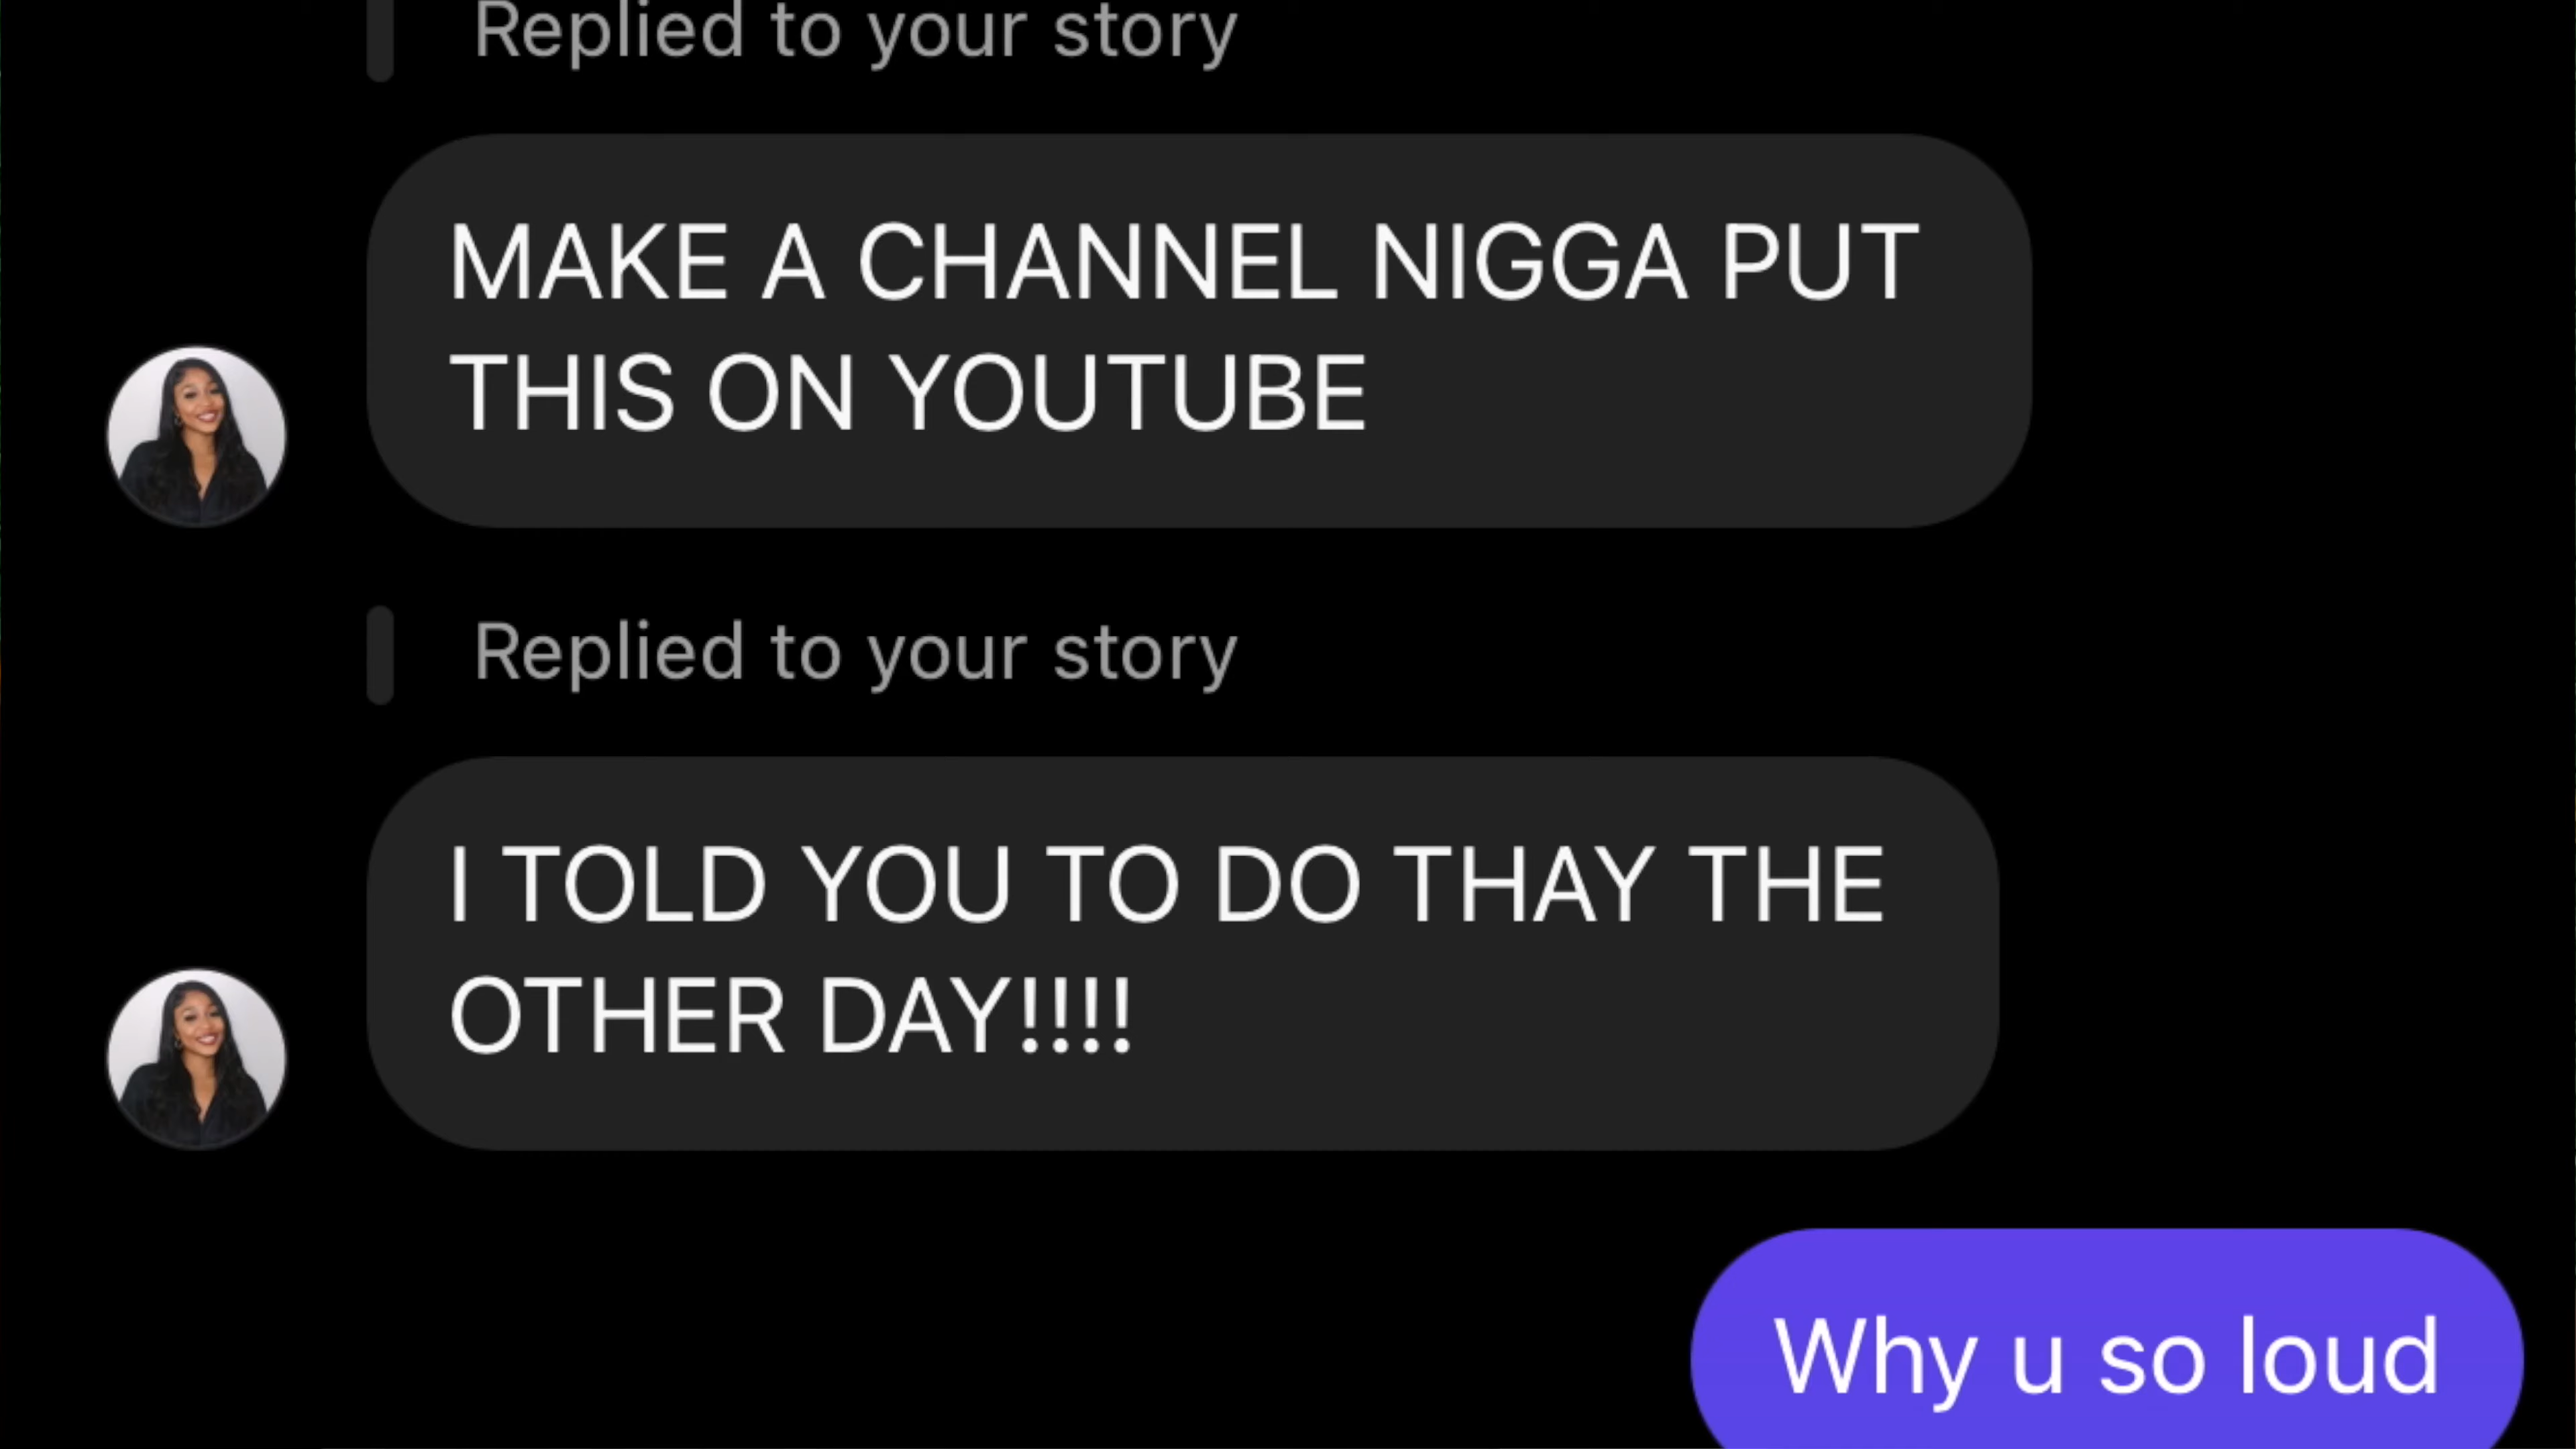 Replied to your story
MAKE A CHANNEL NIGGA PUT
THIS ON YOUTUBE
Replied to your story
I TOLD YOU TO DO THAY THE
OTHER DAY!!!!
Why u so loud